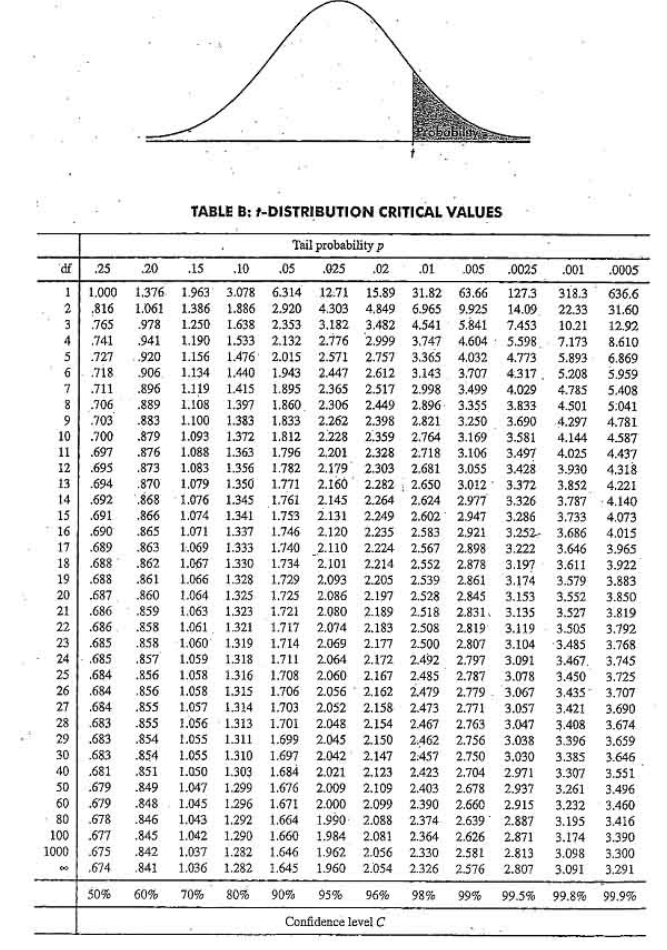 Probability
t
TABLE B: t-DISTRIBUTION CRITICAL VALUES
Tail probability p
df .25 .20 .15 .10 .05 .025 .02 .01 .005 .0025 .001 .0005
1 1.000 1.376 1.963 3.078 6.314 12.71 15.89 31.82 63.66 127.3 318.3 636.6
2 .816 1.061 1.386 1.886 2.920 4.303 4.849 6.965 9.925 14.09 22.33 31.60
3 .765 .978 1.250 1.638 2.353 3.182 3.482 4.541 5.841 7.453 10.21 12.92
4 .741 .941 1.190 1.533 2.132 2.776 2.999 3.747 4.604 5.598 7.173 8.610
5 .727 .920 1.156 1.476 2.015 2.571 2.757 3.365 4.032 4.773 5.893 6.869
6 .718 .906 1.134 1.440 1.943 2.447 2.612 3.143 3.707 4.317 5.208 5.959
7 .711 .896 1.119 1.415 1.895 2.365 2.517 2.998 3.499 4.029 4.785 5.408
8 .706 .889 1.108 1.397 1.860 2.306 2.449 2.896 3.355 3.833 4.501 5.041
9 .703 .883 1.100 1.383 1.833 2.262 2.398 2.821 3.250 3.690 4.297 4.781
10 .700 .879 1.093 1.372 1.812 2.228 2.359 2.764 3.169 3.581 4.144 4.587
11 .697 .876 1.088 1.363 1.796 2.201 2.328 2.718 3.106 3.497 4.025 4.437
12 .695 .873 1.083 1.356 1.782 2.179 2.303 2.681 3.055 3.428 3.930 4.318
13 .694 .870 1.079 1.350 1.771 2.160 2.282 2.650 3.012 3.372 3.852 4.221
14 .692 .868 1.076 1.345 1.761 2.145 2.264 2.624 2.977 3.326 3.787 4.140
15 .691 .866 1.074 1.341 1.753 2.131 2.249 2.602 2.947 3.286 3.733 4.073
16 .690 .865 1.071 1.337 1.746 2.120 2.235 2.583 2.921 3.252 3.686 4.015
17 .689 .863 1.069 1.333 1.740 2.110 2.224 2.567 2.898 3.222 3.646 3.965
18 .688 .862 1.067 1.330 1.734 2.101 2.214 2.552 2.878 3.197 3.611 3.922
19 .688 .861 1.066 1.328 1.729 2.093 2.205 2.539 2.861 3.174 3.579 3.883
20 .687 .860 1.064 1.325 1.725 2.086 2.197 2.528 2.845 3.153 3.552 3.850
21 .686 .859 1.063 1.323 1.721 2.080 2.189 2.518 2.831 3.135 3.527 3.819
22 .686 .858 1.061 1.321 1.717 2.074 2.183 2.508 2.819 3.119 3.505 3.792
23 .685 .858 1.060 1.319 1.714 2.069 2.177 2.500 2.807 3.104 3.485 3.768
24 .685 .857 1.059 1.318 1.711 2.064 2.172 2.492 2.797 3.091 3.467 3.745
25 .684 .856 1.058 1.316 1.708 2.060 2.167 2.485 2.787 3.078 3.450 3.725
26 .684 .856 1.058 1.315 1.706 2.056 2.162 2.479 2.779 3.067 3.435 3.707
27 .684 .855 1.057 1.314 1.703 2.052 2.158 2.473 2.771 3.057 3.421 3.690
28 .683 .855 1.056 1.313 1.701 2.048 2.154 2.467 2.763 3.047 3.408 3.674
29 .683 .854 1.055 1.311 1.699 2.045 2.150 2.462 2.756 3.038 3.396 3.659
30 .683 .854 1.055 1.310 1.697 2.042 2.147 2.457 2.750 3.030 3.385 3.646
40 .681 .851 1.050 1.303 1.684 2.021 2.123 2.423 2.704 2.971 3.307 3.551
50 .679 .849 1.047 1.299 1.676 2.009 2.109 2.403 2.678 2.937 3.261 3.496
60 .679 .848 1.045 1.296 1.671 2.000 2.099 2.390 2.660 2.915 3.232 3.460
80 .678 .846 1.043 1.292 1.664 1.990 2.088 2.374 2.639 2.887 3.195 3.416
100 .677 .845 1.042 1.290 1.660 1.984 2.081 2.364 2.626 2.871 3.174 3.390
1000 .675 .842 1.037 1.282 1.646 1.962 2.056 2.330 2.581 2.813 3.098 3.300
∞ .674 .841 1.036 1.282 1.645 1.960 2.054 2.326 2.576 2.807 3.091 3.291
50% 60% 70% 80% 90% 95% 96% 98% 99% 99.5% 99.8% 99.9%
Confidence level C